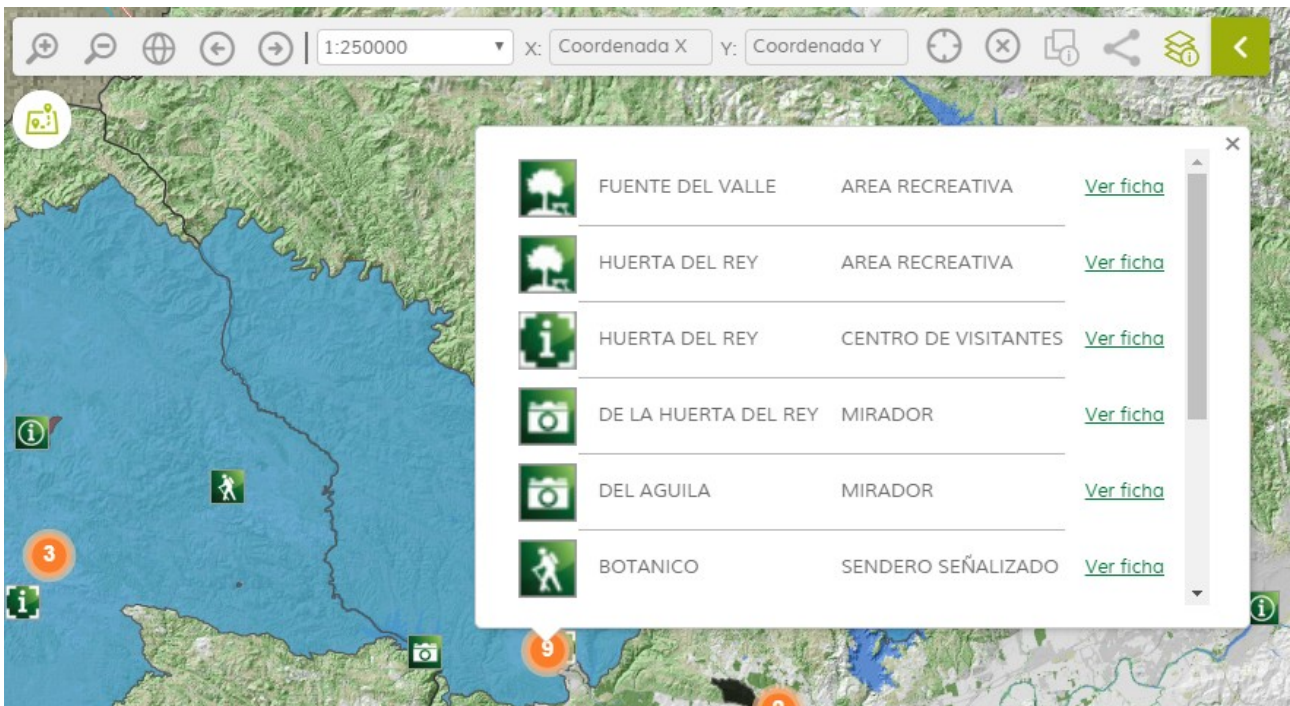 1:250000 X: Coordenada X Y: Coordenada Y
FUENTE DEL VALLE AREA RECREATIVA Ver ficha
HUERTA DEL REY AREA RECREATIVA Ver ficha
HUERTA DEL REY CENTRO DE VISITANTES Ver ficha
DE LA HUERTA DEL REY MIRADOR Ver ficha
DEL AGUILA MIRADOR Ver ficha
BOTANICO SENDERO SEÑALIZADO Ver ficha
3
9